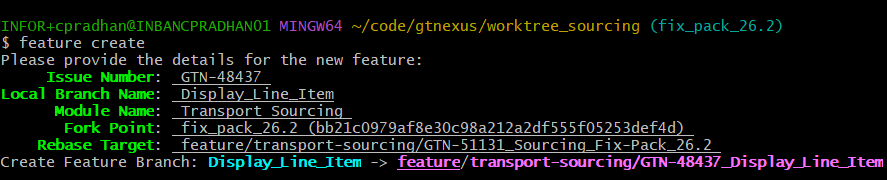 INFOR+cpradhan@INBANCPRADHAN01 MINGW64 ~/code/gtnexus/worktree_sourcing (fix_pack_26.2)
$ feature create
Please provide the details for the new feature:
Issue Number: GTN-48437
Local Branch Name: Display_Line_Item
Module Name: Transport Sourcing
Fork Point: fix_pack_26.2 (bb21c0979af8e30c98a212a2df555f05253def4d)
Rebase Target: feature/transport-sourcing/GTN-51131_Sourcing_Fix-Pack_26.2
Create Feature Branch: Display_Line_Item -> feature/transport-sourcing/GTN-48437_Display_Line_Item